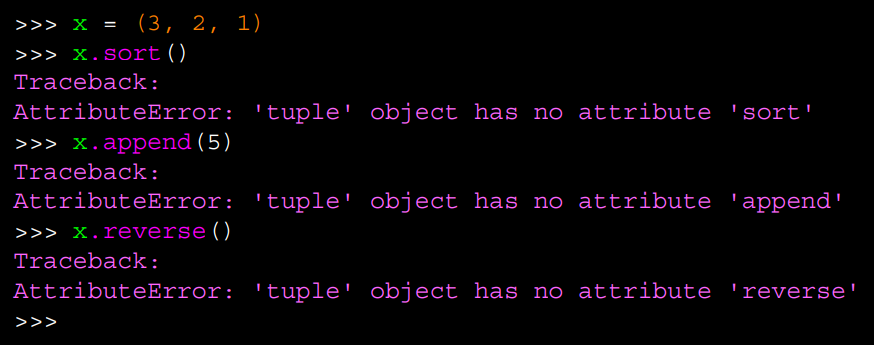 >>> x = (3, 2, 1)
>>> x.sort()
Traceback:
AttributeError: 'tuple' object has no attribute 'sort'
>>> x.append(5)
Traceback:
AttributeError: 'tuple' object has no attribute 'append'
>>> x.reverse()
Traceback:
AttributeError: 'tuple' object has no attribute 'reverse'
>>>